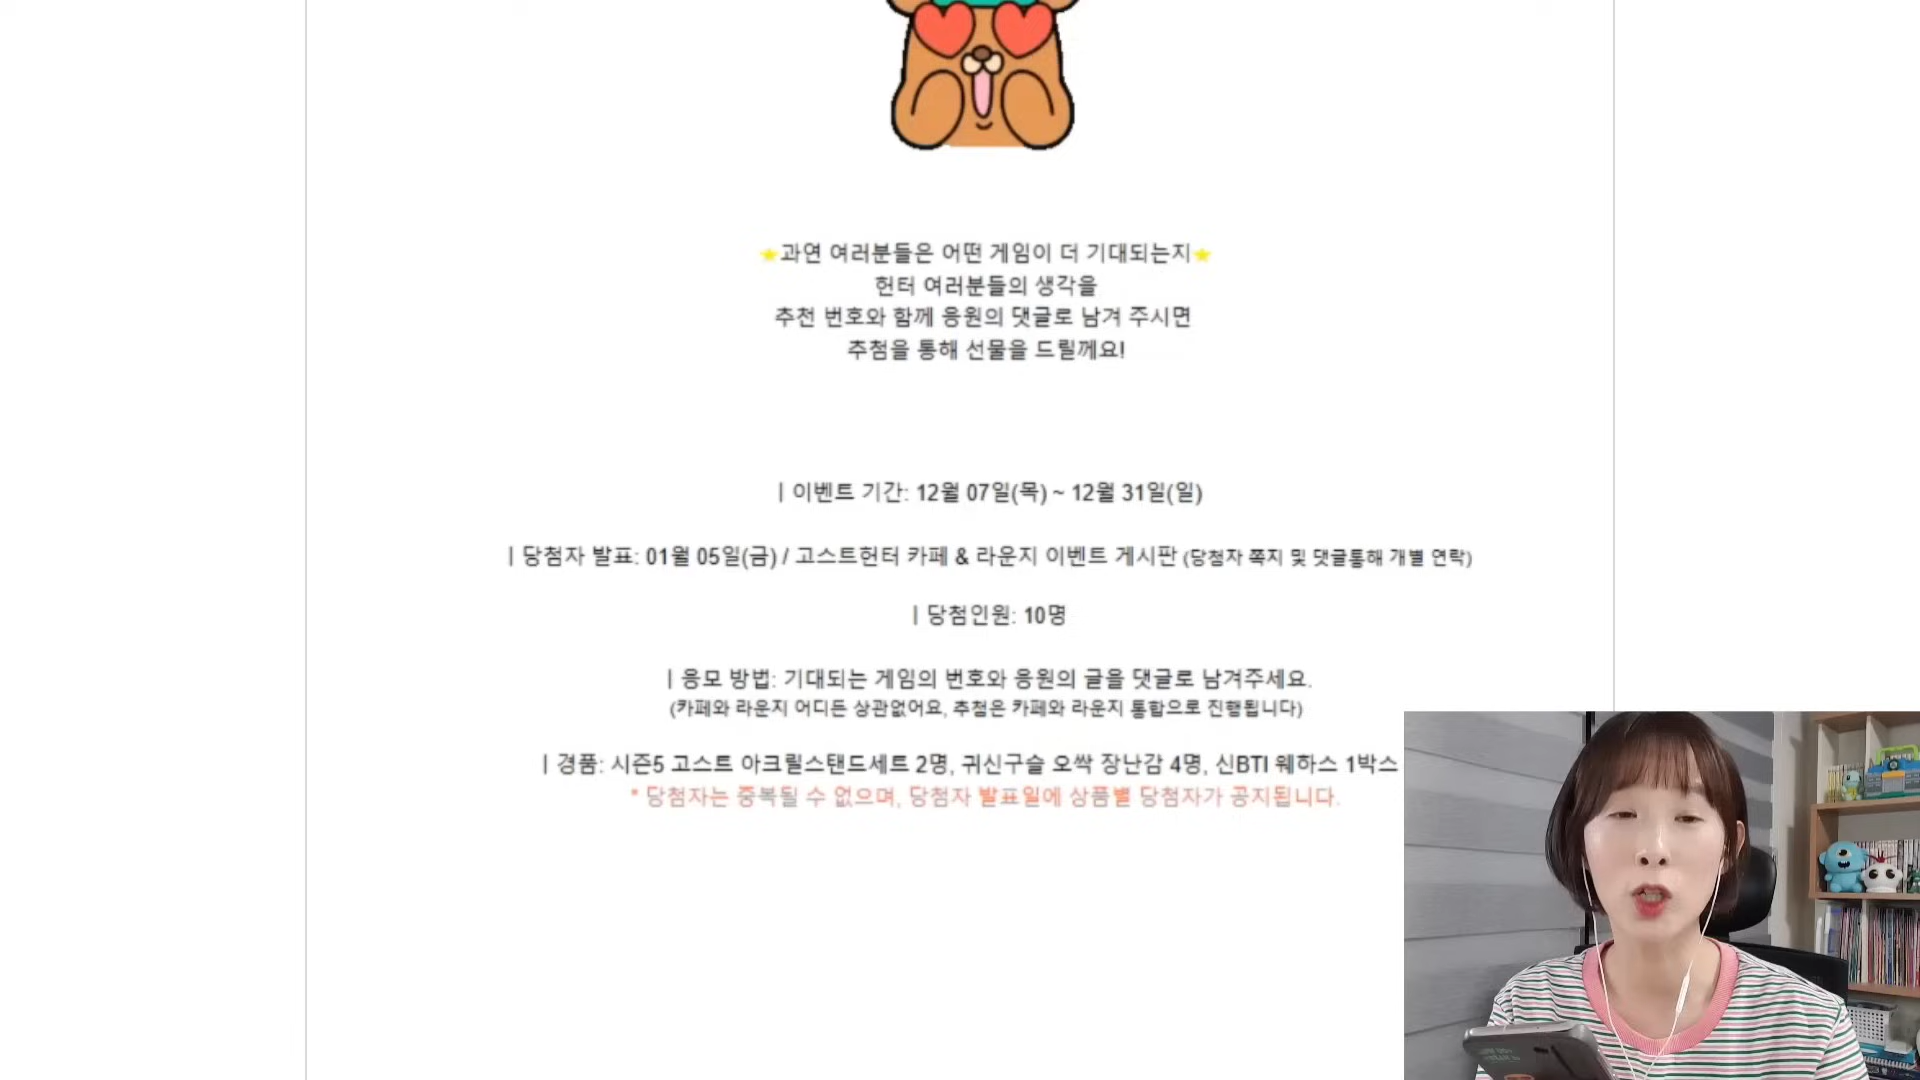 ⭐과연 여러분들은 어떤 게임이 더 기대되는지⭐
헌터 여러분들의 생각을
추천 번호와 함께 응원의 댓글로 남겨 주시면
추첨을 통해 선물을 드릴께요!
| 이벤트 기간: 12월 07일(목) ~ 12월 31일(일)
| 당첨자 발표: 01월 05일(금) / 고스트헌터 카페 & 라운지 이벤트 게시판 (당첨자 쪽지 및 댓글통해 개별 연락)
| 당첨인원: 10명
| 응모 방법: 기대되는 게임의 번호와 응원의 글을 댓글로 남겨주세요.
(카페와 라운지 어디든 상관없어요, 추첨은 카페와 라운지 통합으로 진행됩니다)
| 경품: 시즌5 고스트 아크릴스탠드세트 2명, 귀신구슬 오싹 장난감 4명, 신BTI 웨하스 1박스
* 당첨자는 중복될 수 없으며, 당첨자 발표일에 상품별 당첨자가 공지됩니다.